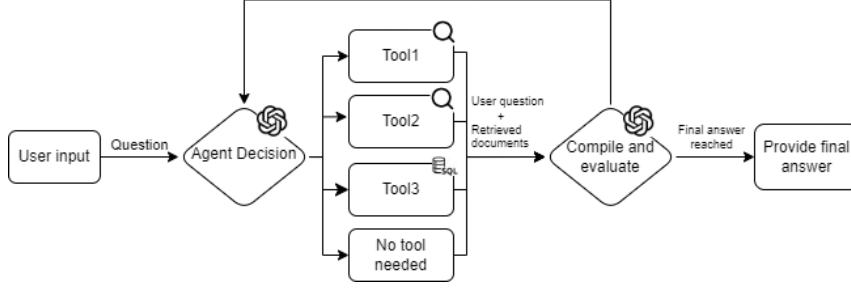 User input
Question
Agent Decision
Tool1
Tool2
Tool3
SQL
No tool
needed
User question
+
Retrieved
documents
Compile and
evaluate
Final answer
reached
Provide final
answer